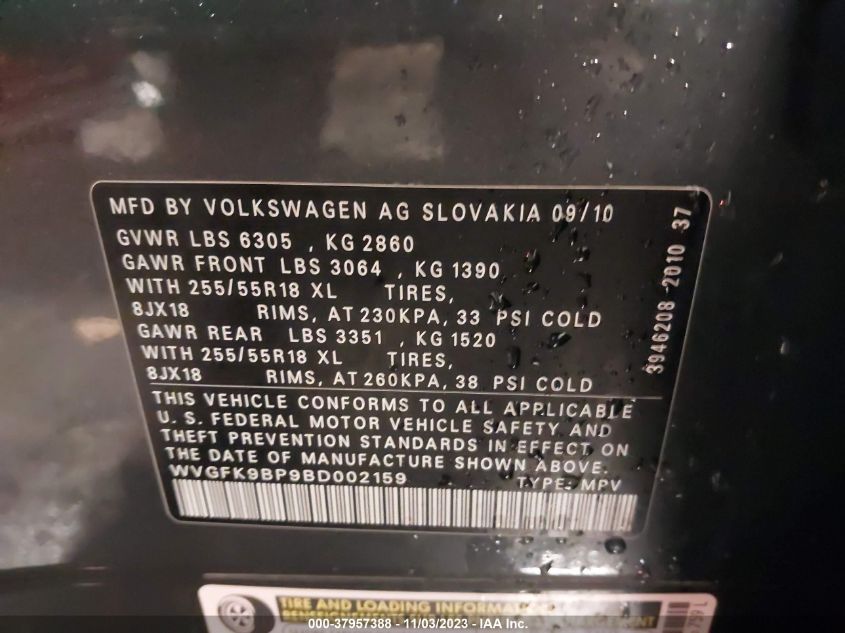 MFD BY VOLKSWAGEN AG SLOVAKIA 09/10
GVWR LBS 6305 , KG 2860
GAWR FRONT LBS 3064 , KG 1390
WITH 255/55R18 XL TIRES,
8JX18 RIMS, AT 230KPA, 33 PSI COLD
GAWR REAR LBS 3351 , KG 1520
WITH 255/55R18 XL TIRES,
8JX18 RIMS, AT 260KPA, 38 PSI COLD
THIS VEHICLE CONFORMS TO ALL APPLICABLE
U. S. FEDERAL MOTOR VEHICLE SAFETY AND
THEFT PREVENTION STANDARDS IN EFFECT ON
THE DATE OF MANUFACTURE SHOWN ABOVE.
WVGFK9BP9BD002159 TYPE: MPV
3946208 2010 37
TIRE AND LOADING INFORMATION
000-37957388 - 11/03/2023 - IAA Inc.